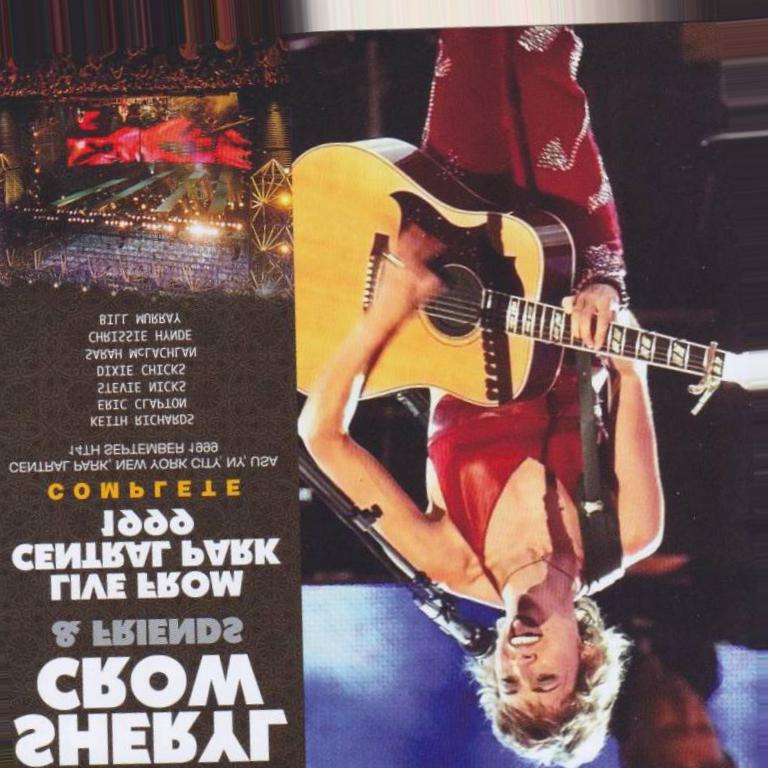 SHERYL
CROW
& FRIENDS
LIVE FROM
CENTRAL PARK
1999
COMPLETE
CENTRAL PARK, NEW YORK CITY, NY, USA
14TH SEPTEMBER 1999
KEITH RICHARDS
ERIC CLAPTON
STEVIE NICKS
DIXIE CHICKS
SARAH McLACHLAN
CHRISSIE HYNDE
BILL MURRAY